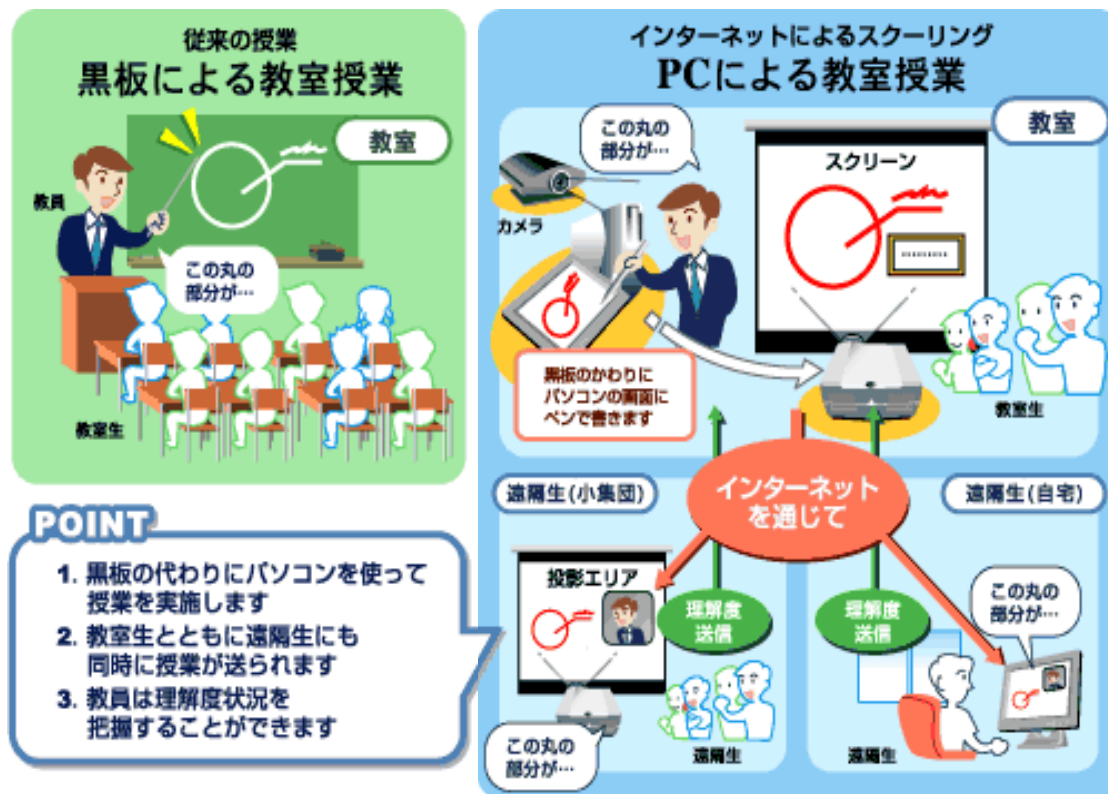 従来の授業
黒板による教室授業
教室
教員
この丸の
部分が…
教室生
インターネットによるスクーリング
PCによる教室授業
教室
この丸の
部分が…
スクリーン
カメラ
黒板のかわりに
パソコンの画面に
ペンで書きます
教室生
インターネット
を通じて
遠隔生(小集団)
投影エリア
理解度
送信
この丸の
部分が…
遠隔生
遠隔生(自宅)
理解度
送信
この丸の
部分が…
遠隔生
POINT
1. 黒板の代わりにパソコンを使って
授業を実施します
2. 教室生とともに遠隔生にも
同時に授業が送られます
3. 教員は理解度状況を
把握することができます